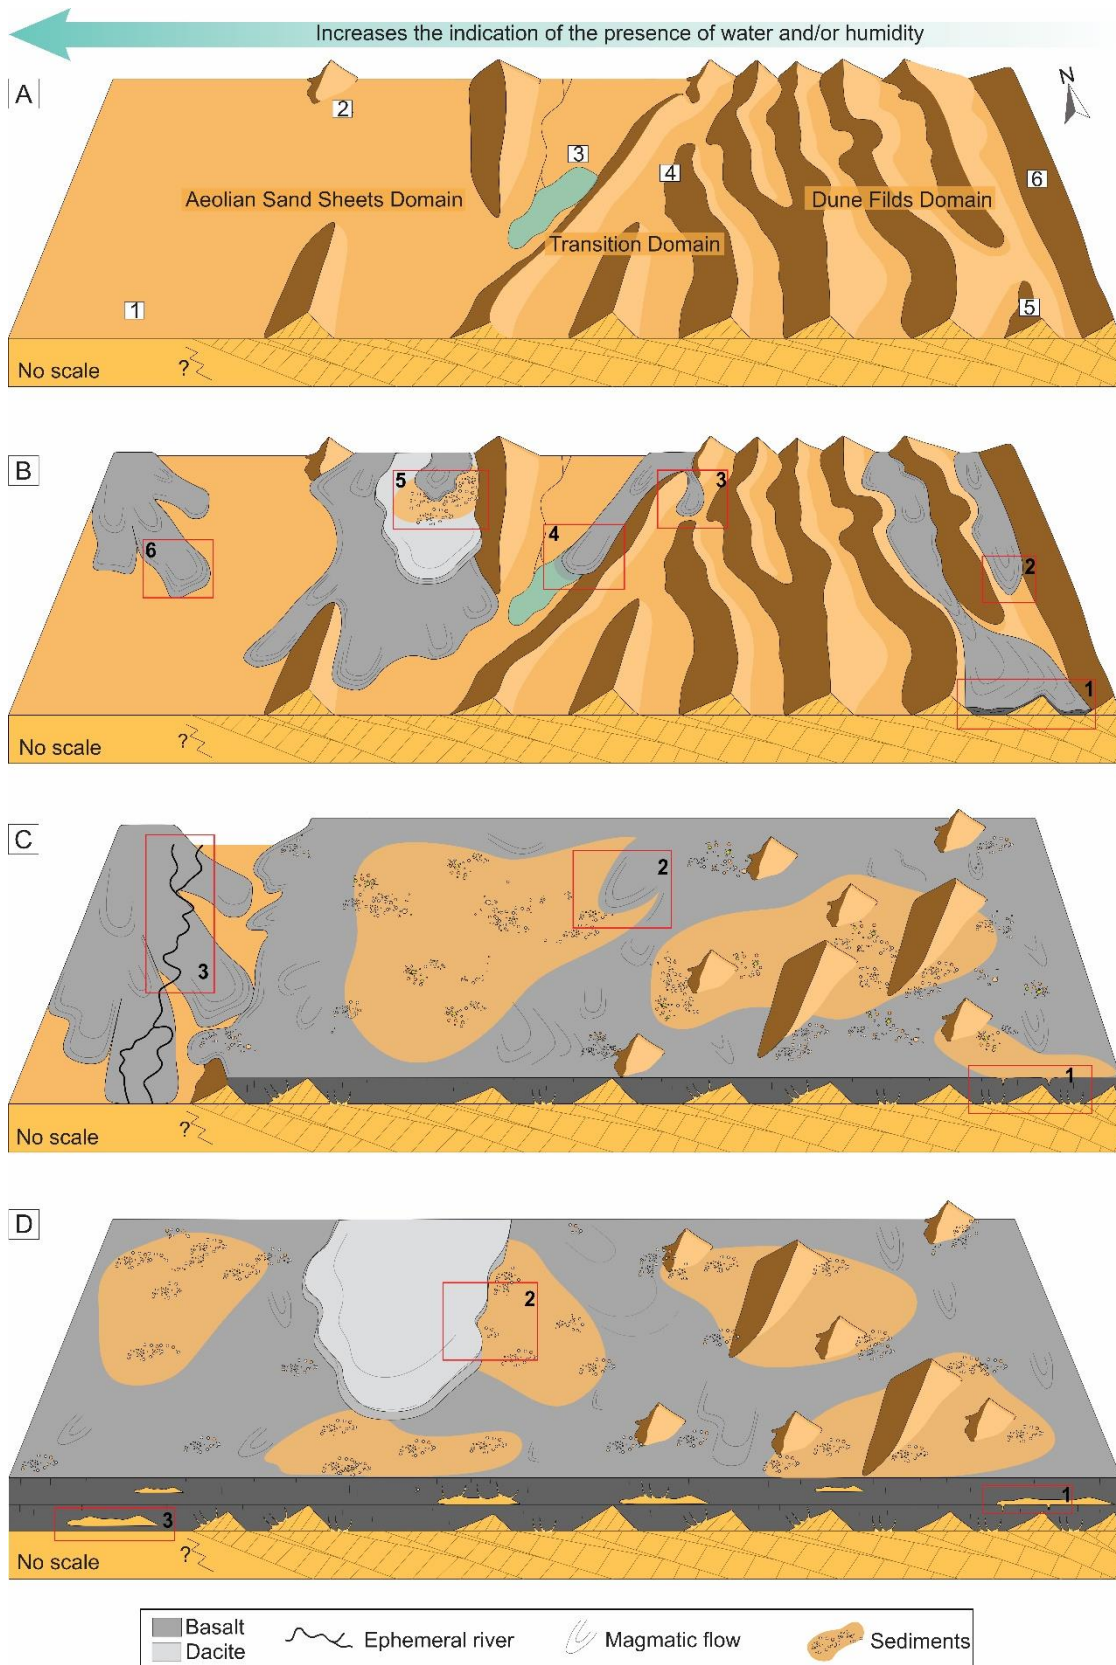 Increases the indication of the presence of water and/or humidity
A
N
2
3
4
6
Aeolian Sand Sheets Domain
Dune Filds Domain
Transition Domain
1
5
No scale
?
B
5
3
4
6
2
1
No scale
?
C
2
3
1
No scale
?
D
2
1
3
No scale
?
Basalt
Dacite
Ephemeral river
Magmatic flow
Sediments